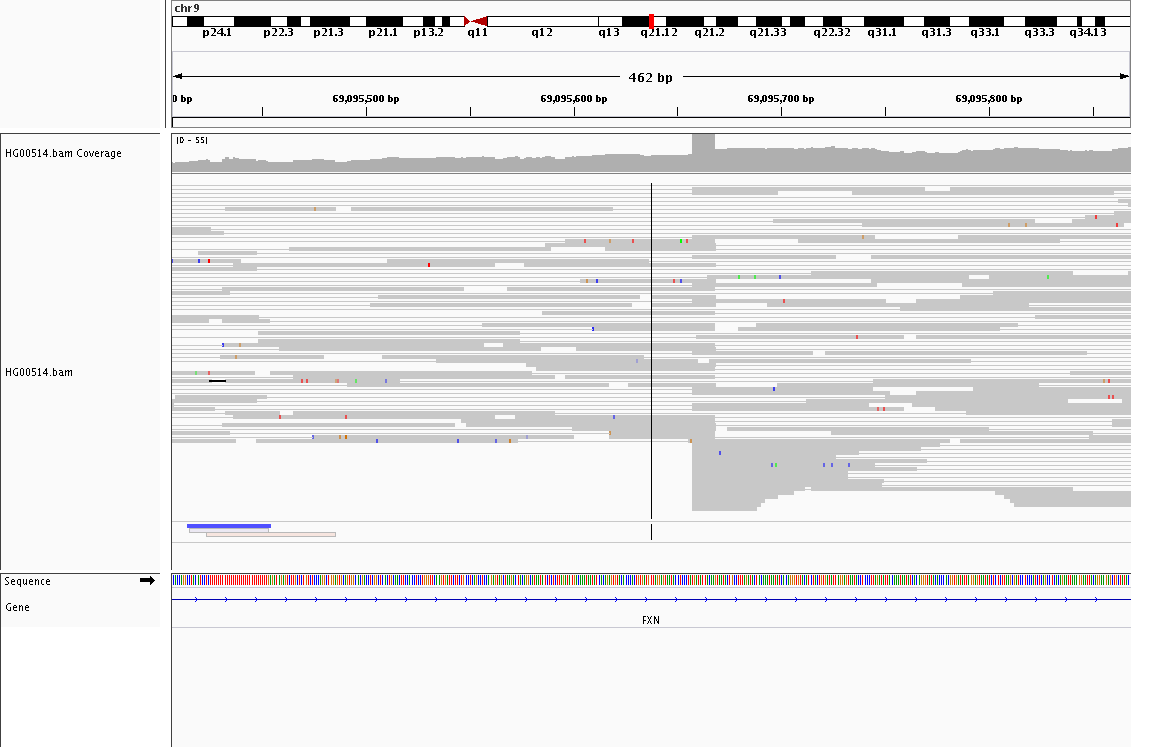 chr9
p24.1 p22.3 p21.3 p21.1 p13.2 q11 q12 q13 q21.12 q21.2 q21.33 q22.32 q31.1 q31.3 q33.1 q33.3 q34.13
462 bp
0 bp 69,095,500 bp 69,095,600 bp 69,095,700 bp 69,095,800 bp
[0 - 55]
HG00514.bam Coverage
HG00514.bam
Sequence
Gene
FXN